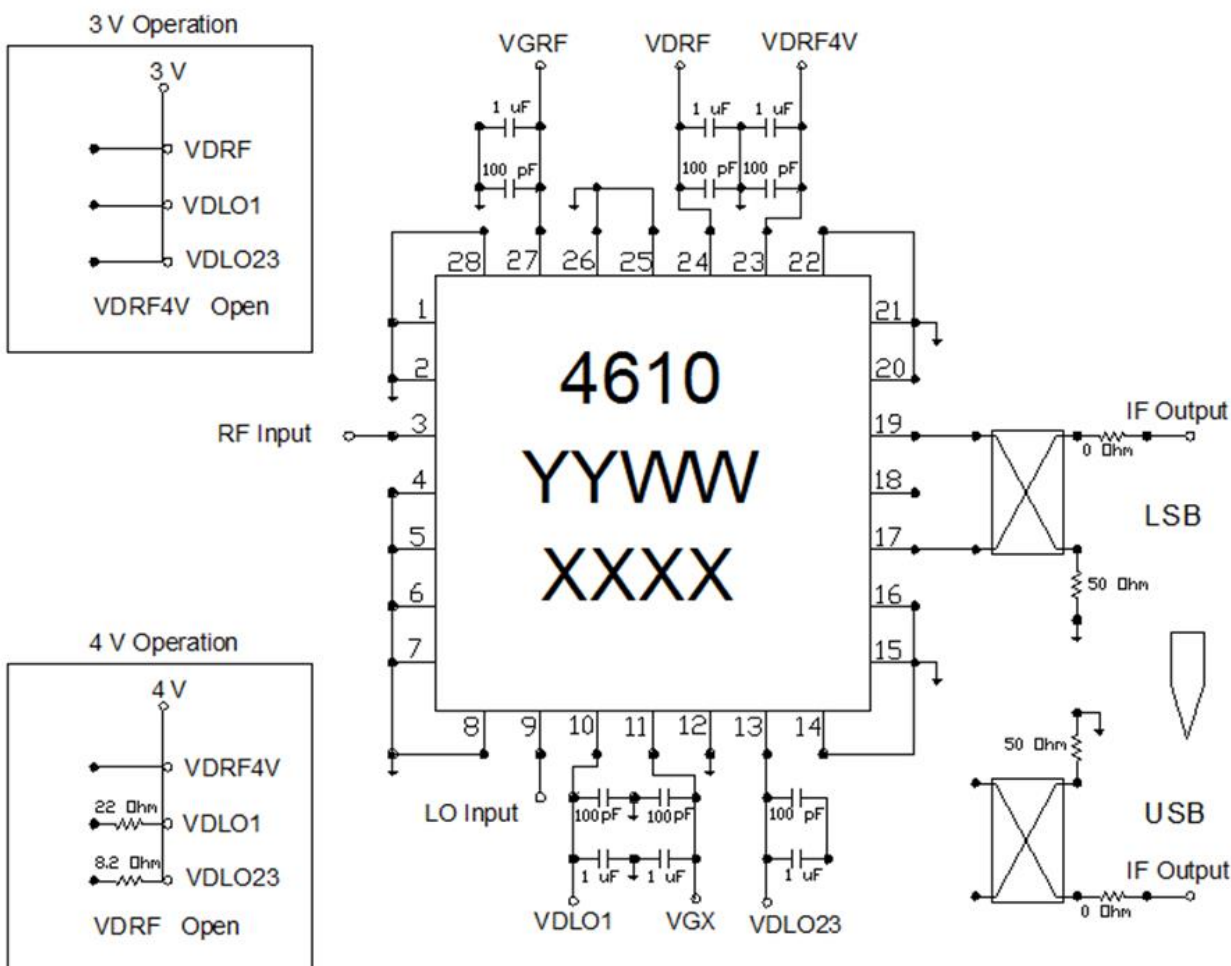 3 V Operation
3 V
VDRF
VDLO1
VDLO23
VDRF4V Open
VGRF
VDRF
VDRF4V
1 uF
1 uF
1 uF
100 pF
100 pF
100 pF
28
27
26
25
24
23
22
1
2
3
4
5
6
7
21
20
19
18
17
16
15
8
9
10
11
12
13
14
4610
YYWW
XXXX
RF Input
IF Output
0 Ohm
LSB
50 Ohm
4 V Operation
4 V
VDRF4V
22 Ohm
VDLO1
8.2 Ohm
VDLO23
VDRF Open
LO Input
100pF
100pF
100 pF
1 uF
1 uF
1 uF
VDLO1
VGX
VDLO23
50 Ohm
USB
IF Output
0 Ohm